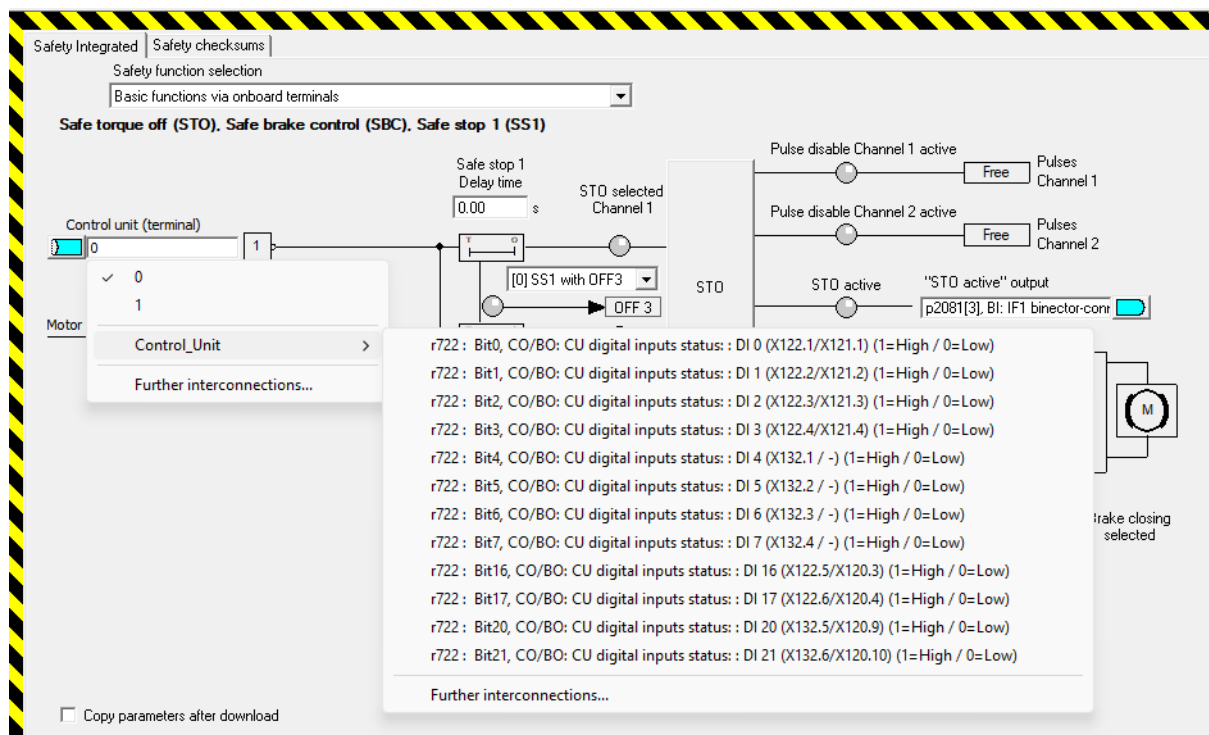 Safety Integrated
Safety checksums
Safety function selection
Basic functions via onboard terminals
Safe torque off (STO), Safe brake control (SBC), Safe stop 1 (SS1)
Safe stop 1
Delay time
0.00
s
STO selected
Channel 1
Pulse disable Channel 1 active
Free
Pulses
Channel 1
Pulse disable Channel 2 active
Free
Pulses
Channel 2
Control unit (terminal)
0
1
T
0
[0] SS1 with OFF3
OFF 3
STO
STO active
"STO active" output
p2081[3], BI: IF1 binector-conr
0
1
Control_Unit
Further interconnections...
Motor
r722 : Bit0, CO/BO: CU digital inputs status: : DI 0 (X122.1/X121.1) (1=High / 0=Low)
r722 : Bit1, CO/BO: CU digital inputs status: : DI 1 (X122.2/X121.2) (1=High / 0=Low)
r722 : Bit2, CO/BO: CU digital inputs status: : DI 2 (X122.3/X121.3) (1=High / 0=Low)
r722 : Bit3, CO/BO: CU digital inputs status: : DI 3 (X122.4/X121.4) (1=High / 0=Low)
r722 : Bit4, CO/BO: CU digital inputs status: : DI 4 (X132.1 / -) (1=High / 0=Low)
r722 : Bit5, CO/BO: CU digital inputs status: : DI 5 (X132.2 / -) (1=High / 0=Low)
r722 : Bit6, CO/BO: CU digital inputs status: : DI 6 (X132.3 / -) (1=High / 0=Low)
r722 : Bit7, CO/BO: CU digital inputs status: : DI 7 (X132.4 / -) (1=High / 0=Low)
r722 : Bit16, CO/BO: CU digital inputs status: : DI 16 (X122.5/X120.3) (1=High / 0=Low)
r722 : Bit17, CO/BO: CU digital inputs status: : DI 17 (X122.6/X120.4) (1=High / 0=Low)
r722 : Bit20, CO/BO: CU digital inputs status: : DI 20 (X132.5/X120.9) (1=High / 0=Low)
r722 : Bit21, CO/BO: CU digital inputs status: : DI 21 (X132.6/X120.10) (1=High / 0=Low)
Further interconnections...
M
rake closing
selected
Copy parameters after download